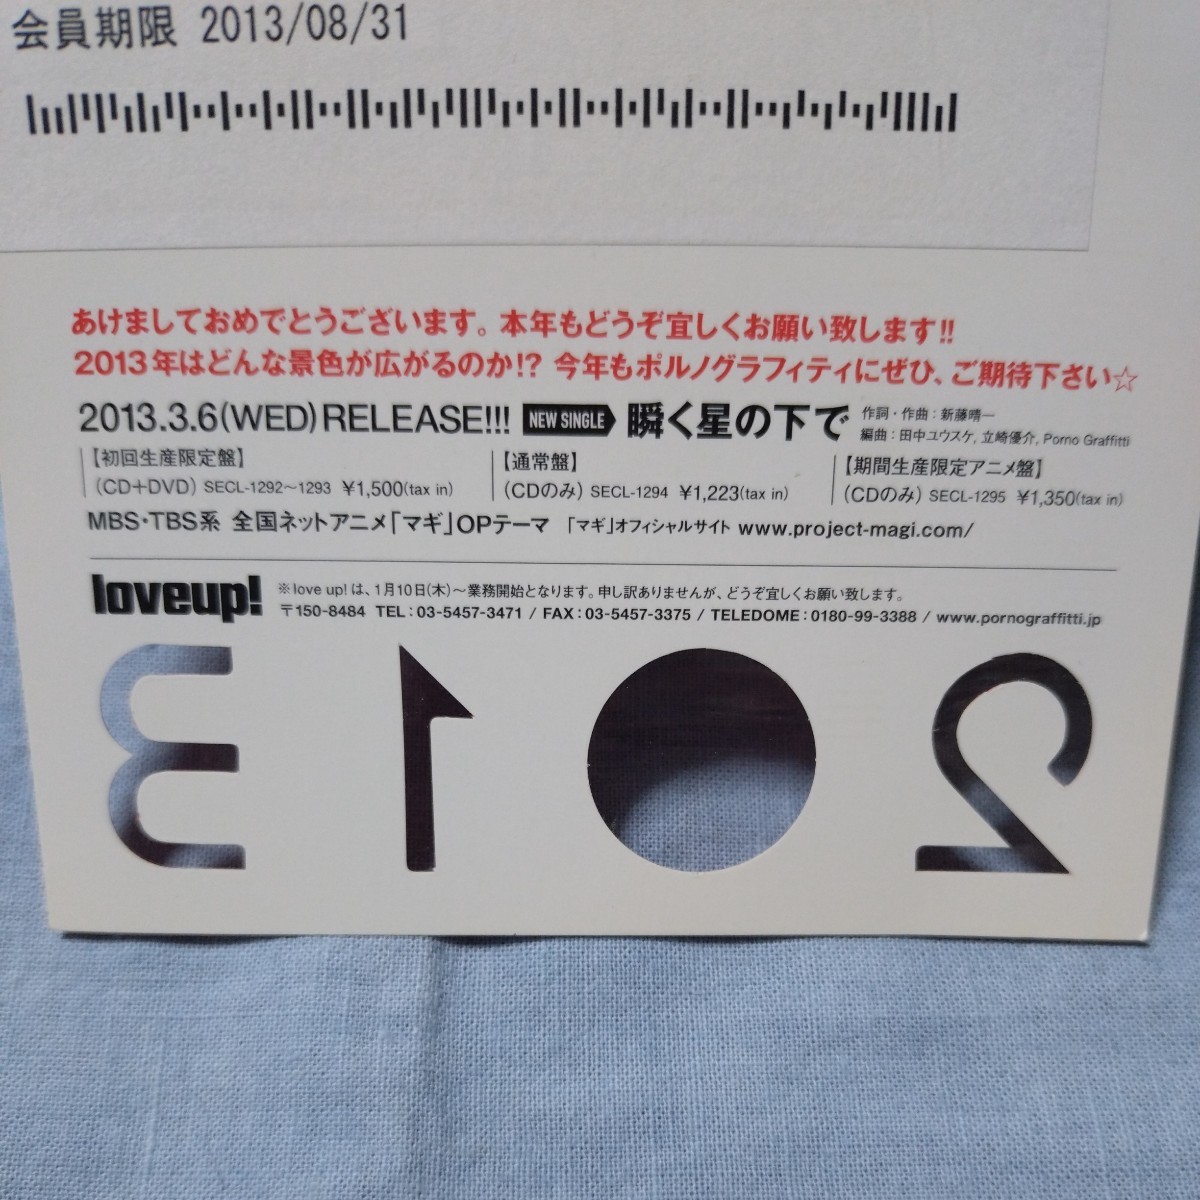 会員期限 2013/08/31
あけましておめでとうございます。本年もどうぞ宜しくお願い致します!!
2013年はどんな景色が広がるのか!? 今年もポルノグラフィティにぜひ、ご期待下さい☆
2013.3.6(WED) RELEASE!!! NEW SINGLE 瞬く星の下で 作詞・作曲：新藤晴一
編曲：田中ユウスケ, 立崎優介, Porno Graffitti
【初回生産限定盤】 【通常盤】 【期間生産限定アニメ盤】
(CD+DVD) SECL-1292～1293 ¥1,500(tax in) (CDのみ) SECL-1294 ¥1,223(tax in) (CDのみ) SECL-1295 ¥1,350(tax in)
MBS・TBS系 全国ネットアニメ「マギ」OPテーマ 「マギ」オフィシャルサイト www.project-magi.com/
loveup! ※love up!は、1月10日(木)～業務開始となります。申し訳ありませんが、どうぞ宜しくお願い致します。
〒150-8484 TEL：03-5457-3471 / FAX：03-5457-3375 / TELEDOME：0180-99-3388 / www.pornograffitti.jp
2013